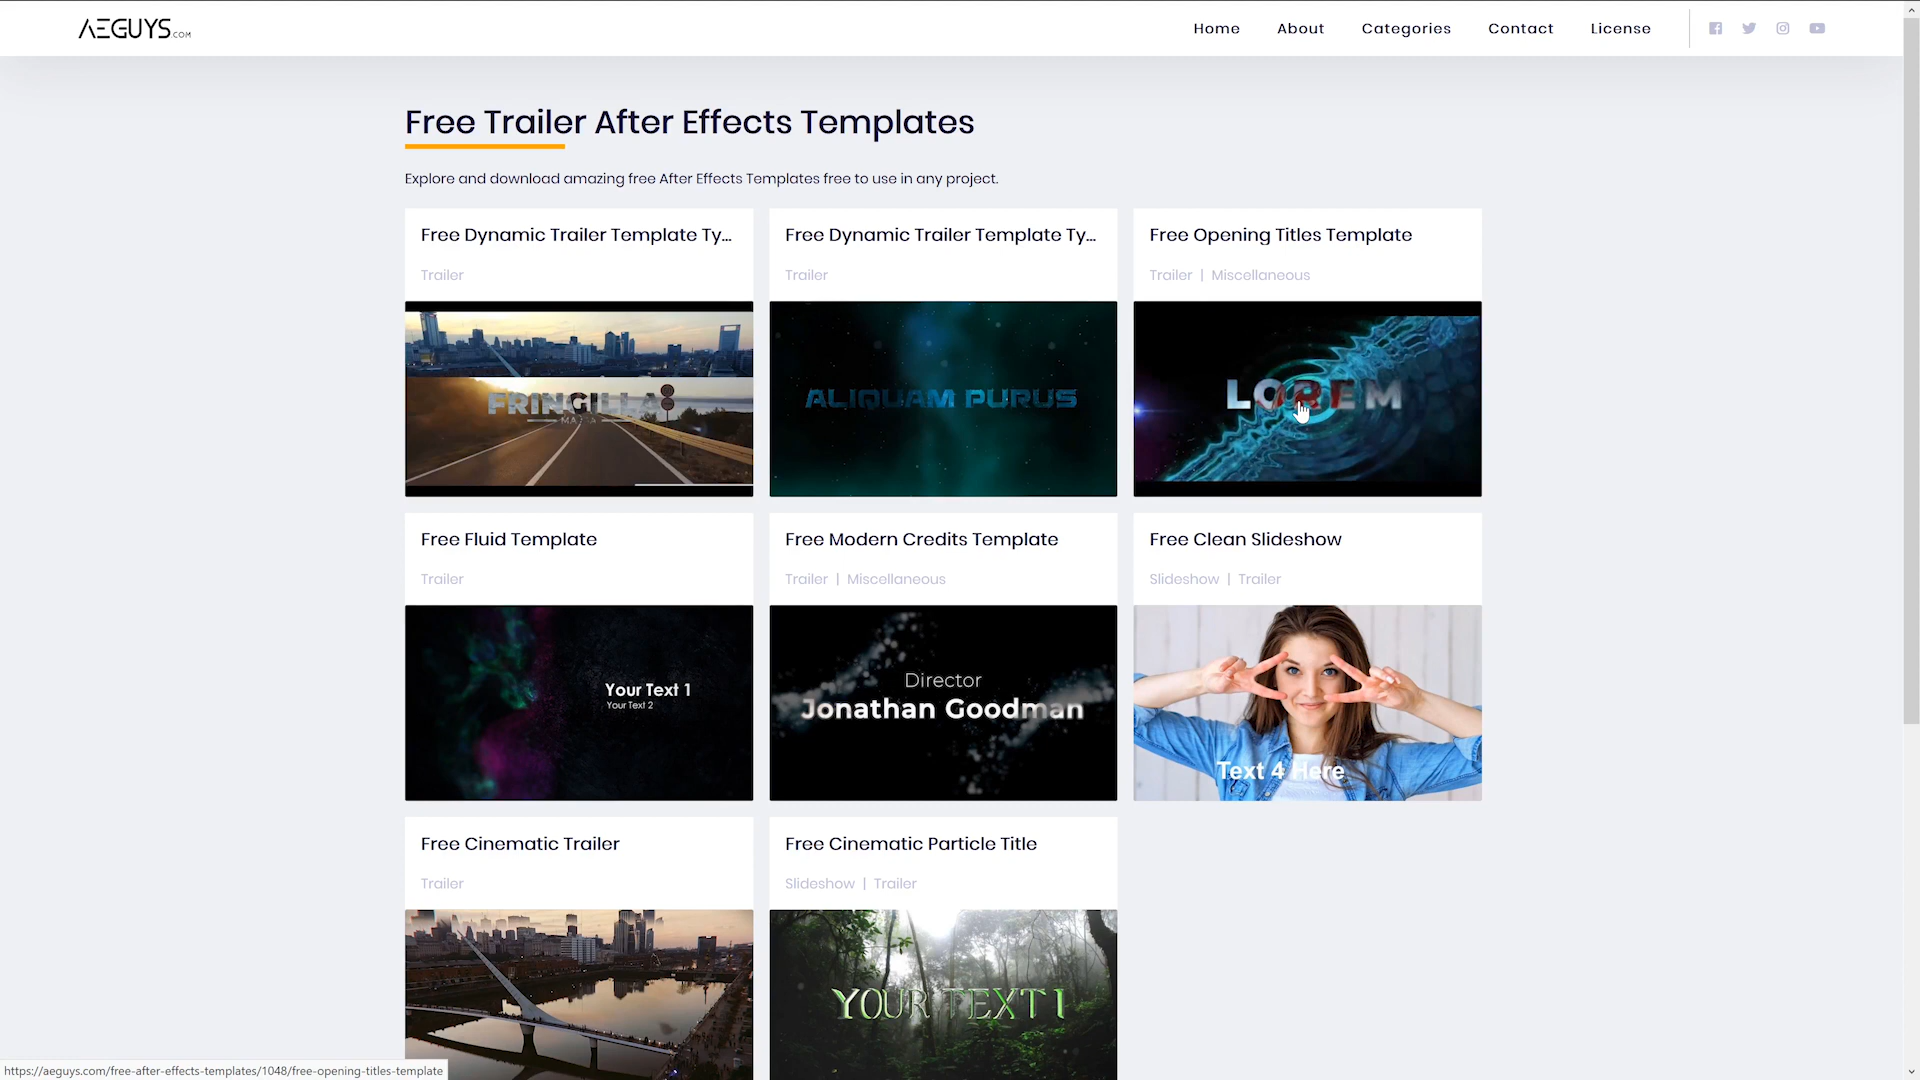 AEGUYS.COM
Home
About
Categories
Contact
License
Free Trailer After Effects Templates
Explore and download amazing free After Effects Templates free to use in any project.
Free Dynamic Trailer Template Ty...
Trailer
FRINGILLA
Free Dynamic Trailer Template Ty...
Trailer
ALIQUAM PURUS
Free Opening Titles Template
Trailer | Miscellaneous
LOREM
Free Fluid Template
Trailer
Your Text 1
Your Text 2
Free Modern Credits Template
Trailer | Miscellaneous
Director
Jonathan Goodman
Free Clean Slideshow
Slideshow | Trailer
Text 4 Here
Free Cinematic Trailer
Trailer
Free Cinematic Particle Title
Slideshow | Trailer
YOUR TEXT 1
https://aeguys.com/free-after-effects-templates/1048/free-opening-titles-template